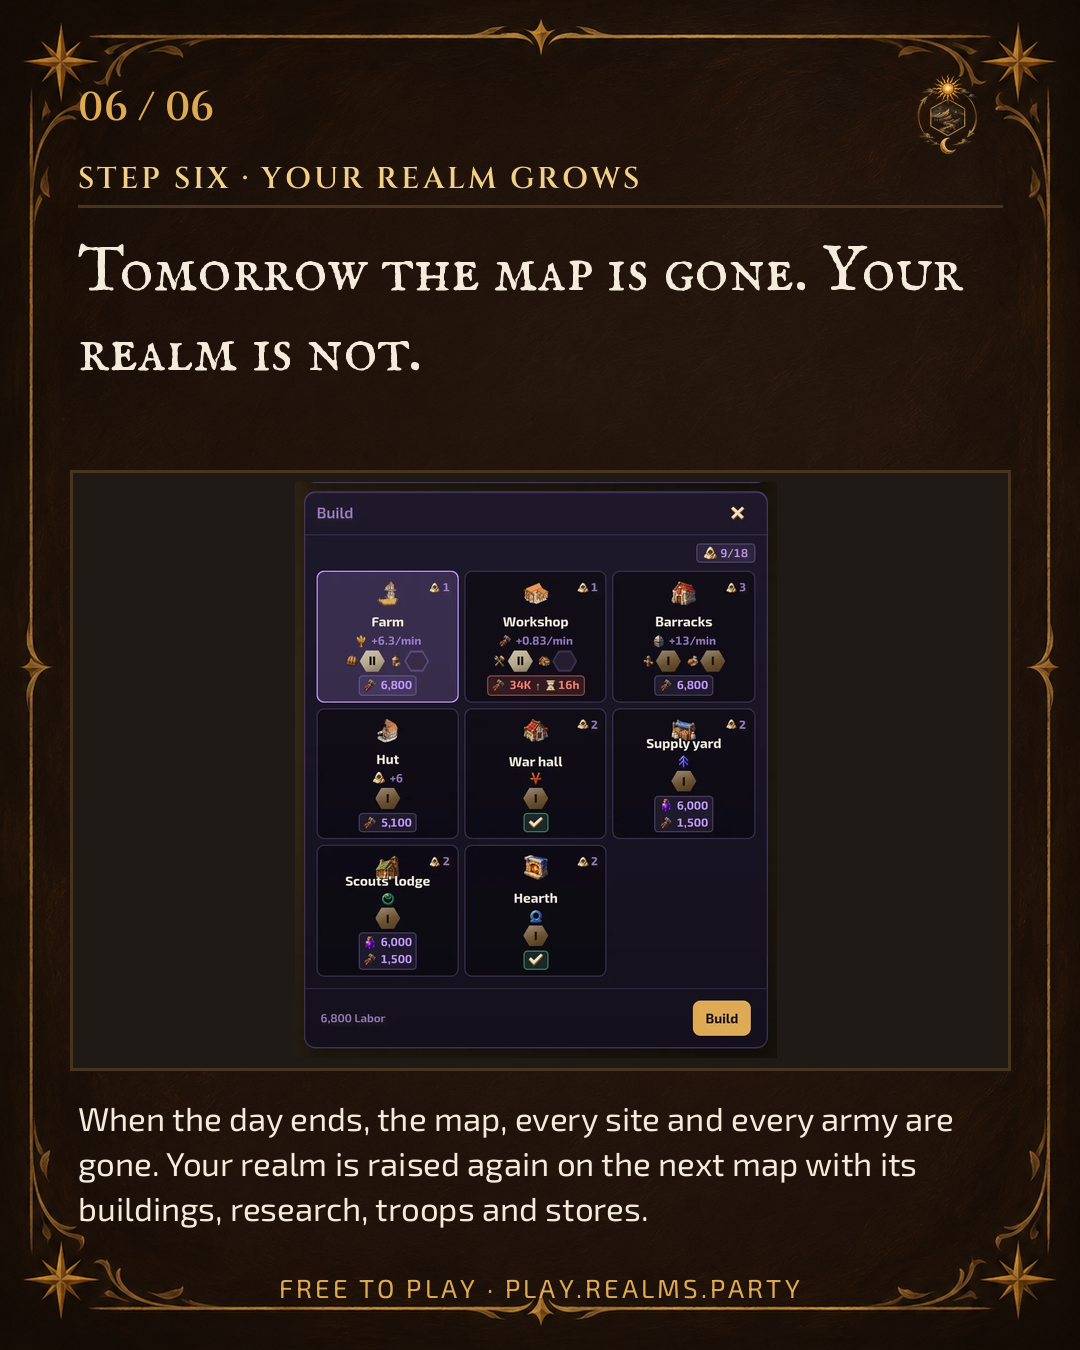 06 / 06
STEP SIX · YOUR REALM GROWS
Tomorrow the map is gone. Your
realm is not.
Build
9/18
1
Farm
+6.3/min
II
6,800
1
Workshop
+0.83/min
II
34K ↑ 16h
3
Barracks
+13/min
I I
6,800
Hut
+6
I
5,100
2
War hall
I
2
Supply yard
I
6,000
1,500
2
Scouts' lodge
I
6,000
1,500
2
Hearth
I
6,800 Labor
Build
When the day ends, the map, every site and every army are
gone. Your realm is raised again on the next map with its
buildings, research, troops and stores.
FREE TO PLAY · PLAY.REALMS.PARTY